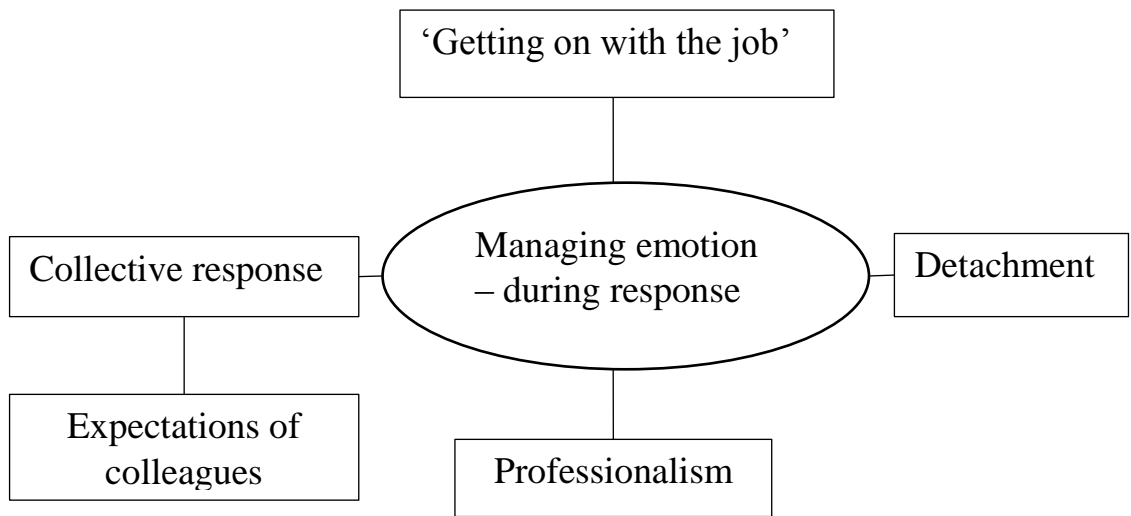 ‘Getting on with the job’
Managing emotion
– during response
Collective response
Detachment
Expectations of
colleagues
Professionalism